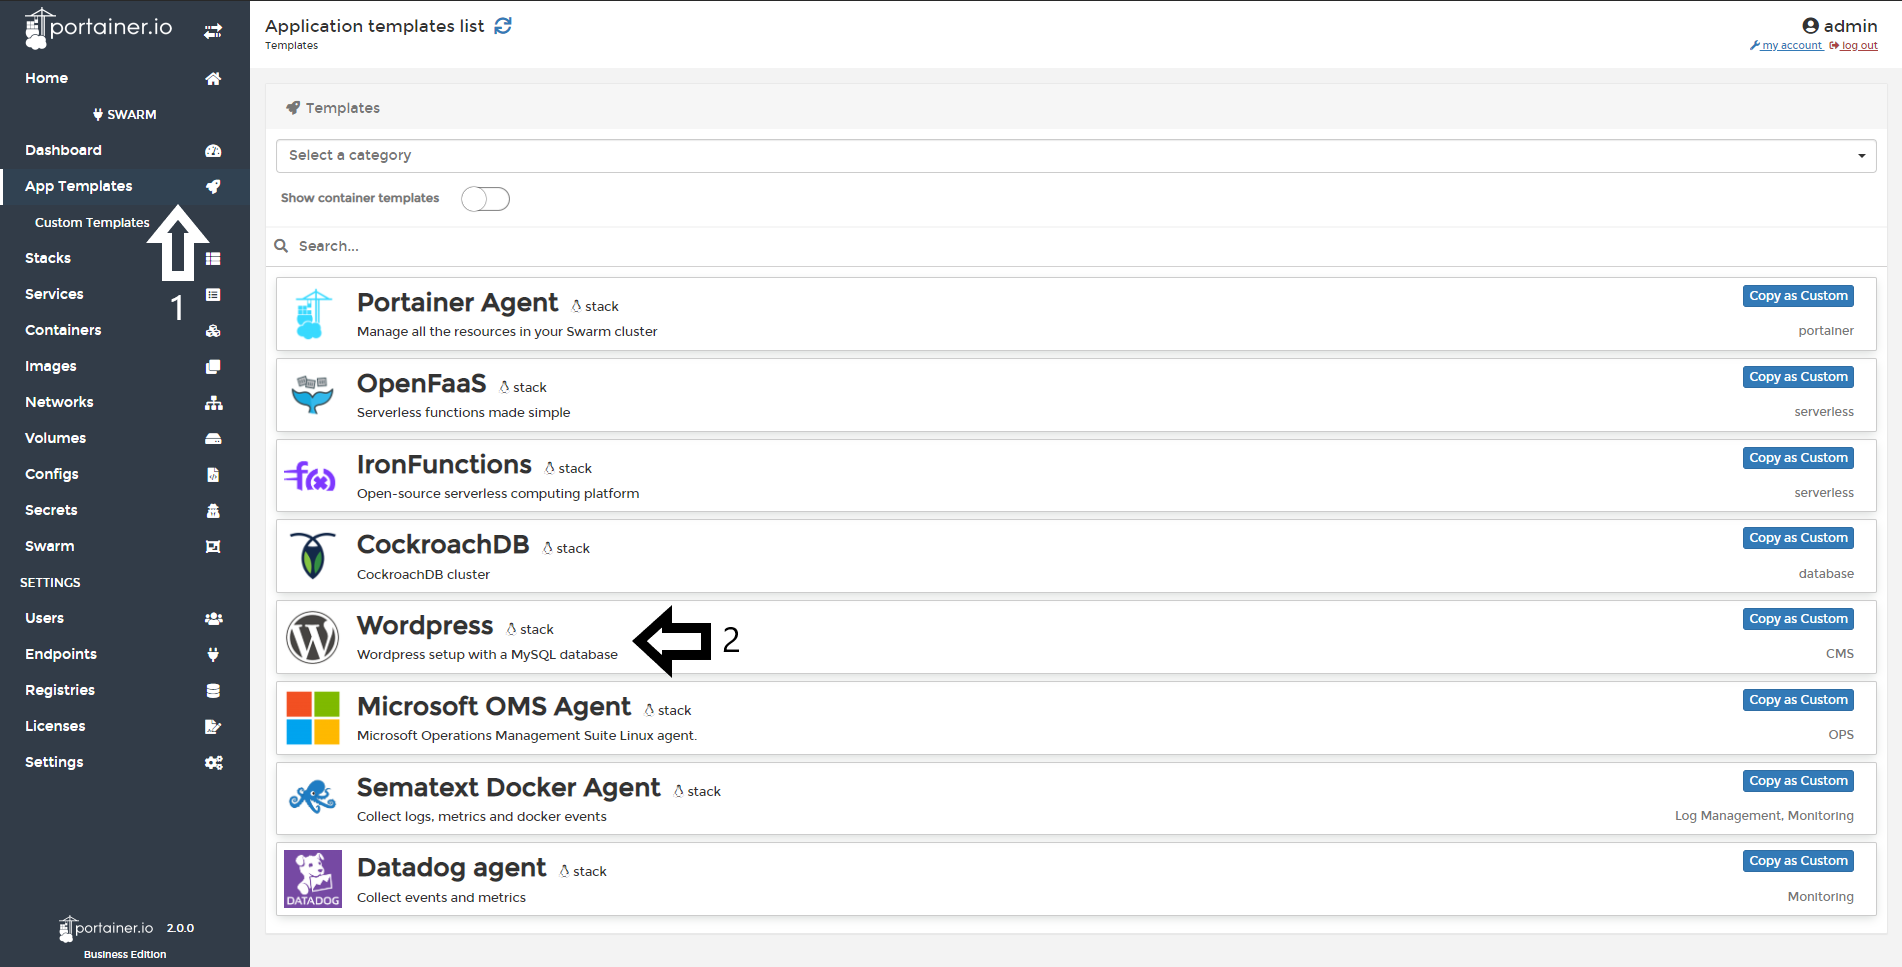 portainer.io
Home
SWARM
Dashboard
App Templates
Custom Templates
Stacks
1
Services
Containers
Images
Networks
Volumes
Configs
Secrets
Swarm
SETTINGS
Users
Endpoints
Registries
Licenses
Settings
portainer.io 2.0.0
Business Edition
Application templates list
Templates
admin
my account log out
Templates
Select a category
Show container templates
Search...
Portainer Agent stack
Copy as Custom
Manage all the resources in your Swarm cluster
portainer
OpenFaaS stack
Copy as Custom
Serverless functions made simple
serverless
IronFunctions stack
Copy as Custom
Open-source serverless computing platform
serverless
CockroachDB stack
Copy as Custom
CockroachDB cluster
database
Wordpress stack
Copy as Custom
2
Wordpress setup with a MySQL database
CMS
Microsoft OMS Agent stack
Copy as Custom
Microsoft Operations Management Suite Linux agent.
OPS
Sematext Docker Agent stack
Copy as Custom
Collect logs, metrics and docker events
Log Management, Monitoring
DATADOG
Datadog agent stack
Copy as Custom
Collect events and metrics
Monitoring